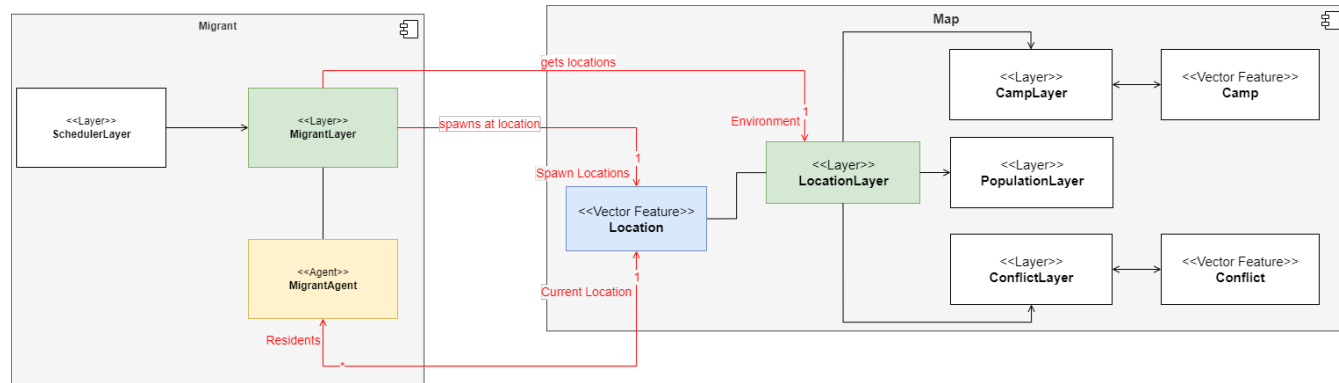 Migrant
Map
gets locations
<<Layer>>
SchedulerLayer
<<Layer>>
MigrantLayer
spawns at location
1
Environment
1
Spawn Locations
<<Vector Feature>>
Location
<<Layer>>
LocationLayer
<<Layer>>
CampLayer
<<Vector Feature>>
Camp
<<Layer>>
PopulationLayer
<<Layer>>
ConflictLayer
<<Vector Feature>>
Conflict
<<Agent>>
MigrantAgent
1
Current Location
Residents
*